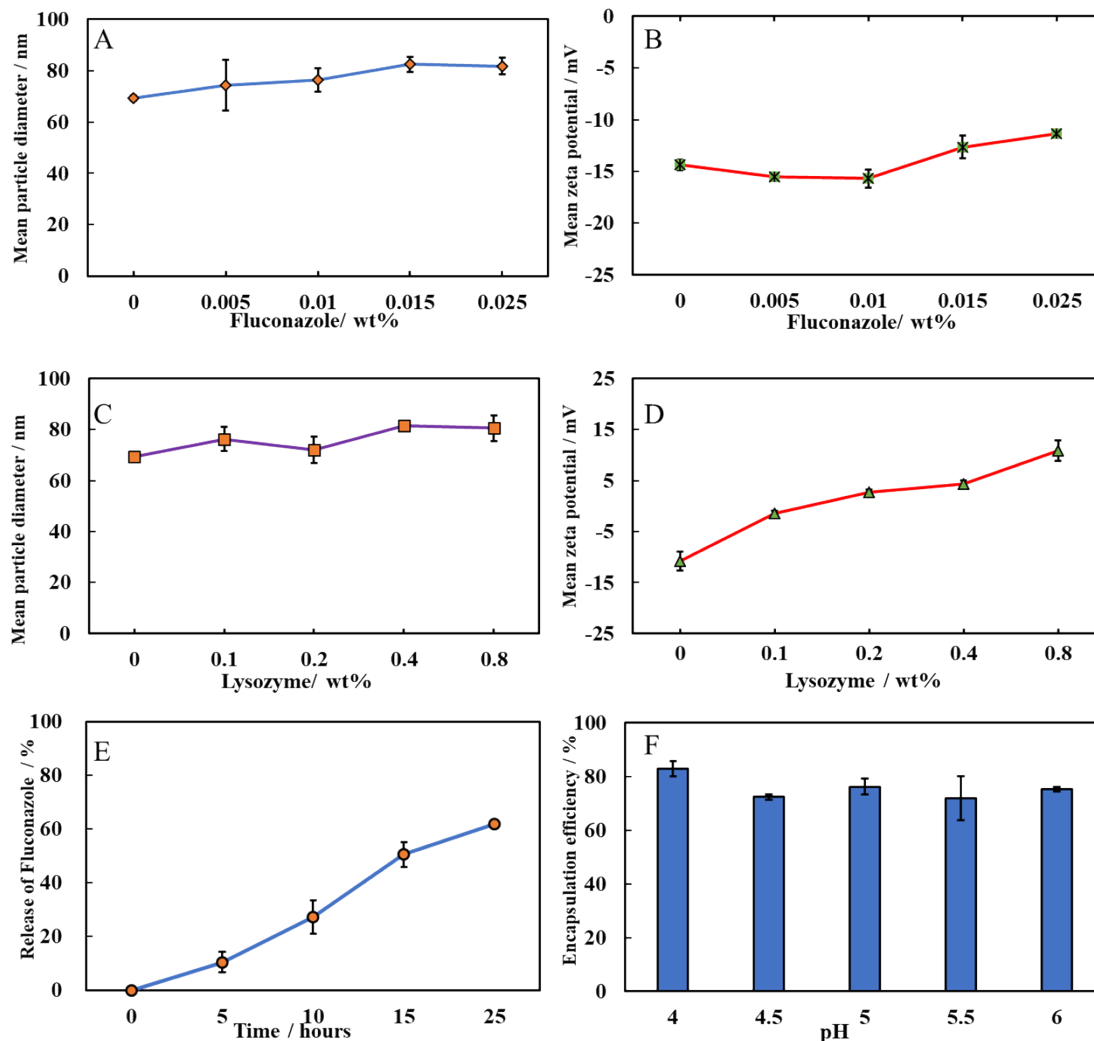 A
Mean particle diameter / nm
100
80
60
40
20
0
0 0.005 0.01 0.015 0.025
Fluconazole/ wt%
B
Mean zeta potential / mV
0
-5
-10
-15
-20
-25
0 0.005 0.01 0.015 0.025
Fluconazole/ wt%
C
Mean particle diameter / nm
100
80
60
40
20
0
0 0.1 0.2 0.4 0.8
Lysozyme/ wt%
D
Mean zeta potential / mV
25
15
5
-5
-15
-25
0 0.1 0.2 0.4 0.8
Lysozyme / wt%
E
Release of Fluconazole / %
100
80
60
40
20
0
0 5 10 15 25
Time / hours
F
Encapsulation efficiency / %
100
80
60
40
20
0
4 4.5 5 5.5 6
pH